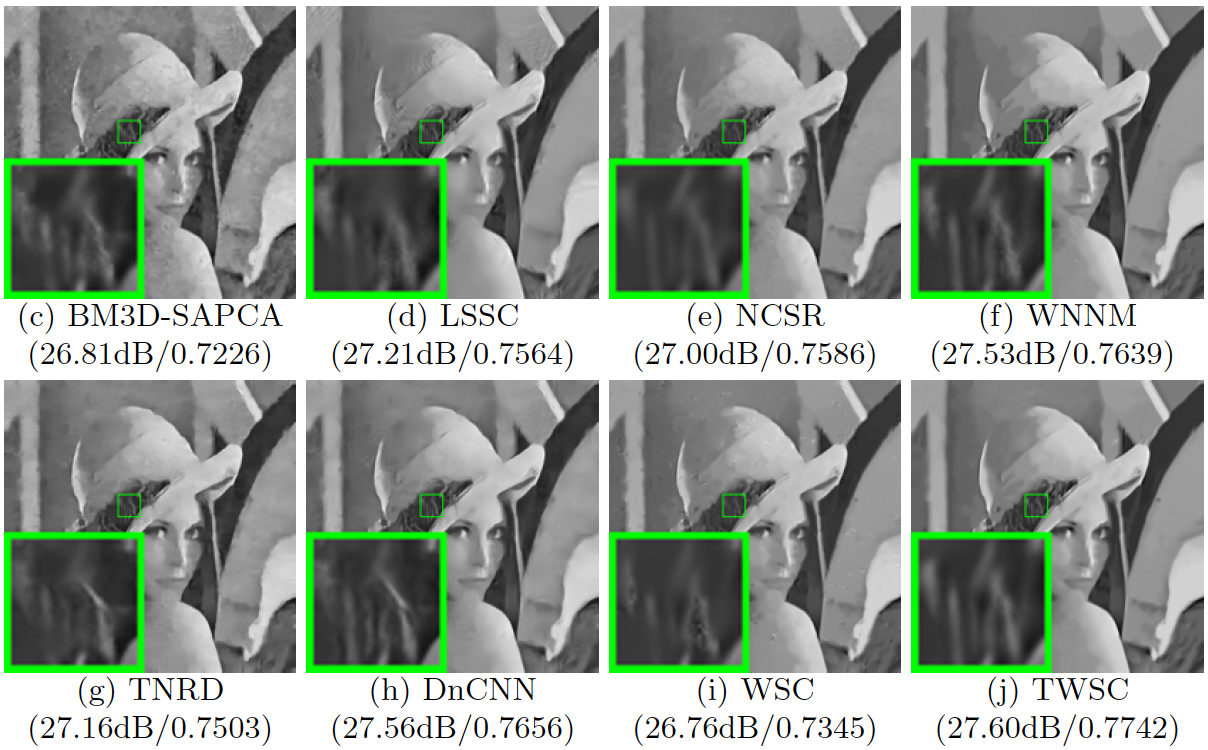 (c) BM3D-SAPCA (d) LSSC (e) NCSR (f) WNNM
(26.81dB/0.7226) (27.21dB/0.7564) (27.00dB/0.7586) (27.53dB/0.7639)
(g) TNRD (h) DnCNN (i) WSC (j) TWSC
(27.16dB/0.7503) (27.56dB/0.7656) (26.76dB/0.7345) (27.60dB/0.7742)